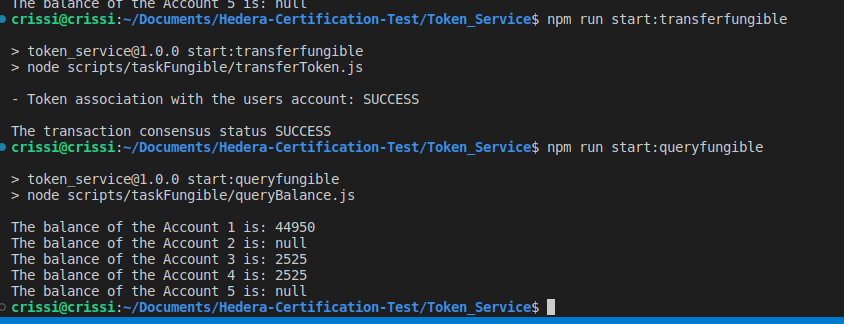 The balance of the Account 5 is: null
crissi@crissi:~/Documents/Hedera-Certification-Test/Token_Service$ npm run start:transferfungible
> token_service@1.0.0 start:transferfungible
> node scripts/taskFungible/transferToken.js
- Token association with the users account: SUCCESS
The transaction consensus status SUCCESS
crissi@crissi:~/Documents/Hedera-Certification-Test/Token_Service$ npm run start:queryfungible
> token_service@1.0.0 start:queryfungible
> node scripts/taskFungible/queryBalance.js
The balance of the Account 1 is: 44950
The balance of the Account 2 is: null
The balance of the Account 3 is: 2525
The balance of the Account 4 is: 2525
The balance of the Account 5 is: null
crissi@crissi:~/Documents/Hedera-Certification-Test/Token_Service$